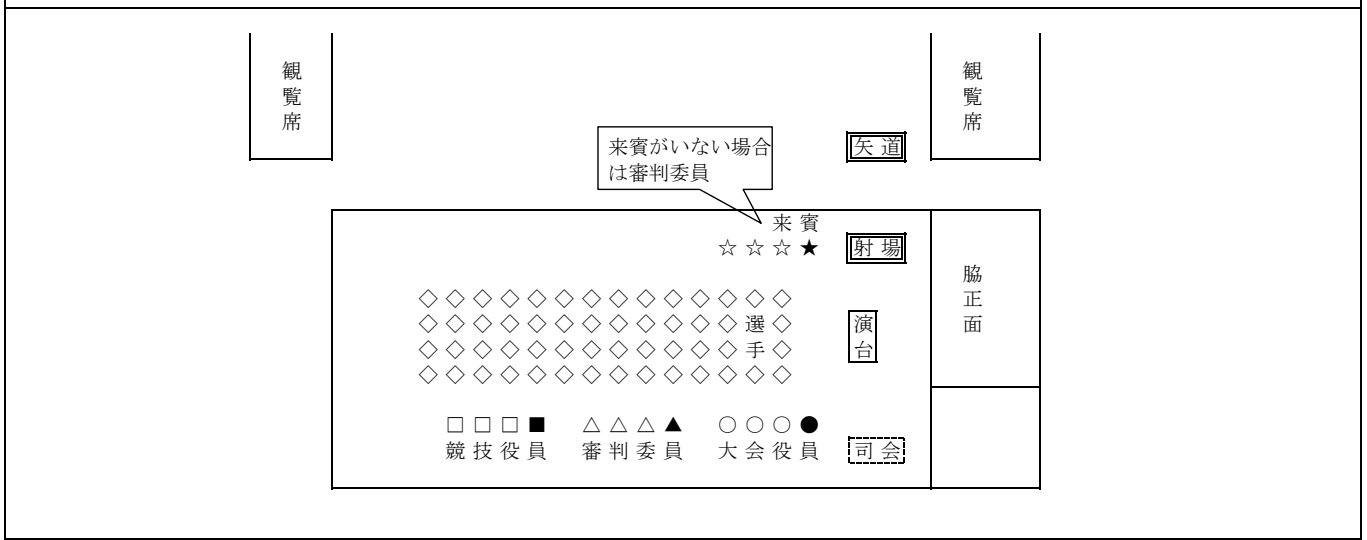 観覧席
観覧席
来賓がいない場合
は審判委員
矢道
来賓
☆☆☆★
射場
脇正面
◇◇◇◇◇◇◇◇◇◇◇◇◇◇
◇◇◇◇◇◇◇◇◇◇◇◇選◇
◇◇◇◇◇◇◇◇◇◇◇◇手◇
◇◇◇◇◇◇◇◇◇◇◇◇◇◇
演台
□□□■ △△△▲ ○○○●
競技役員 審判委員 大会役員
司会